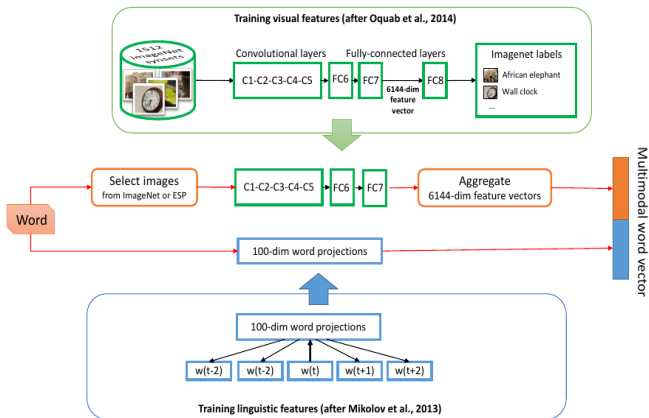 Training visual features (after Oquab et al., 2014)
1512
ImageNet
synsets
Convolutional layers
Fully-connected layers
Imagenet labels
C1-C2-C3-C4-C5
FC6
FC7
6144-dim
feature
vector
FC8
African elephant
Wall clock
...
Word
Select images
from ImageNet or ESP
C1-C2-C3-C4-C5
FC6
FC7
Aggregate
6144-dim feature vectors
100-dim word projections
Multimodal word vector
100-dim word projections
w(t-2)
w(t-2)
w(t)
w(t+1)
w(t+2)
Training linguistic features (after Mikolov et al., 2013)